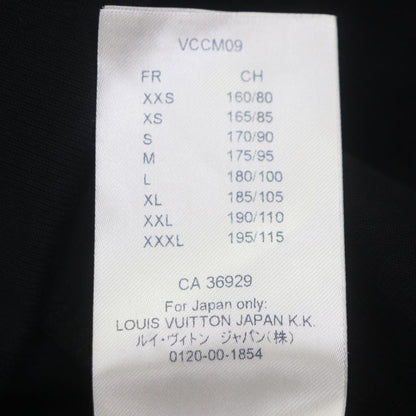 VCCM09
FR CH
XXS 160/80
XS 165/85
S 170/90
M 175/95
L 180/100
XL 185/105
XXL 190/110
XXXL 195/115
CA 36929
For Japan only:
LOUIS VUITTON JAPAN K.K.
ルイ・ヴィトン ジャパン(株)
0120-00-1854